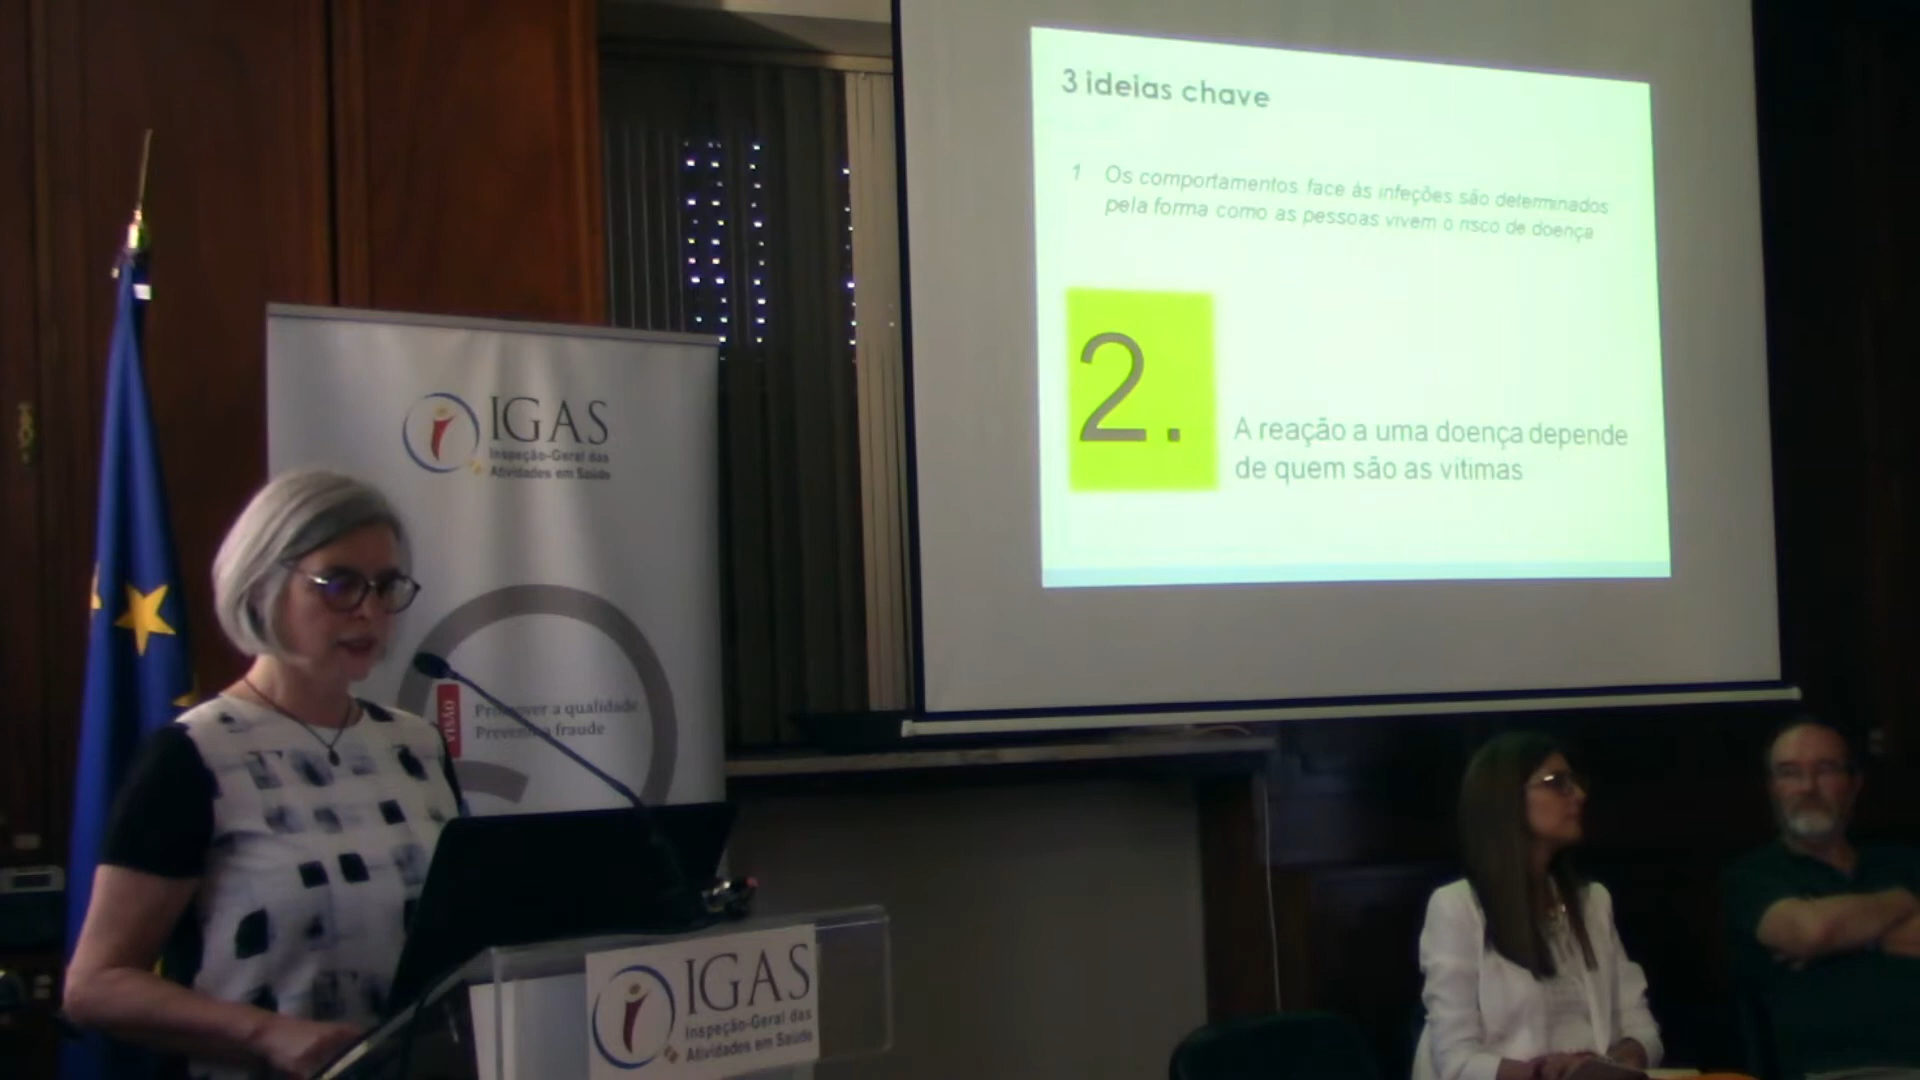 3 ideias chave
1 Os comportamentos face às infeções são determinados
pela forma como as pessoas vivem o risco de doença
2.
A reação a uma doença depende
de quem são as vítimas
IGAS
Inspeção-Geral das
Atividades em Saúde
Promover a qualidade
Prevenir a fraude
IGAS
Inspeção-Geral das
Atividades em Saúde